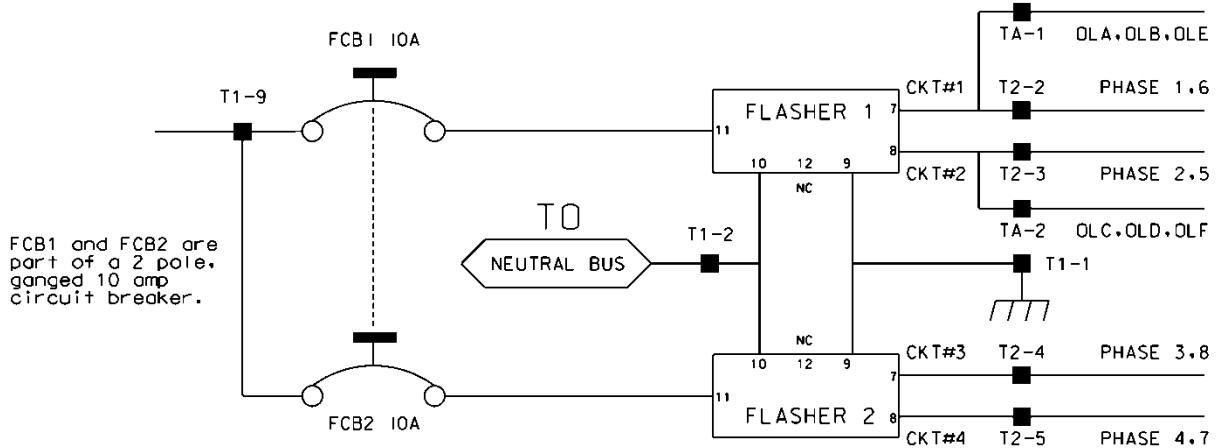 TA-1 OLA,OLB,OLE
FCB1 10A
T1-9
CKT#1 T2-2 PHASE 1,6
FLASHER 1
7
11
8
10 12 9
NC
CKT#2 T2-3 PHASE 2,5
TA-2 OLC,OLD,OLF
TO
NEUTRAL BUS
T1-2
T1-1
FCB1 and FCB2 are
part of a 2 pole,
ganged 10 amp
circuit breaker.
NC
10 12 9
CKT#3 T2-4 PHASE 3,8
7
11
FLASHER 2
8
FCB2 10A
CKT#4 T2-5 PHASE 4,7